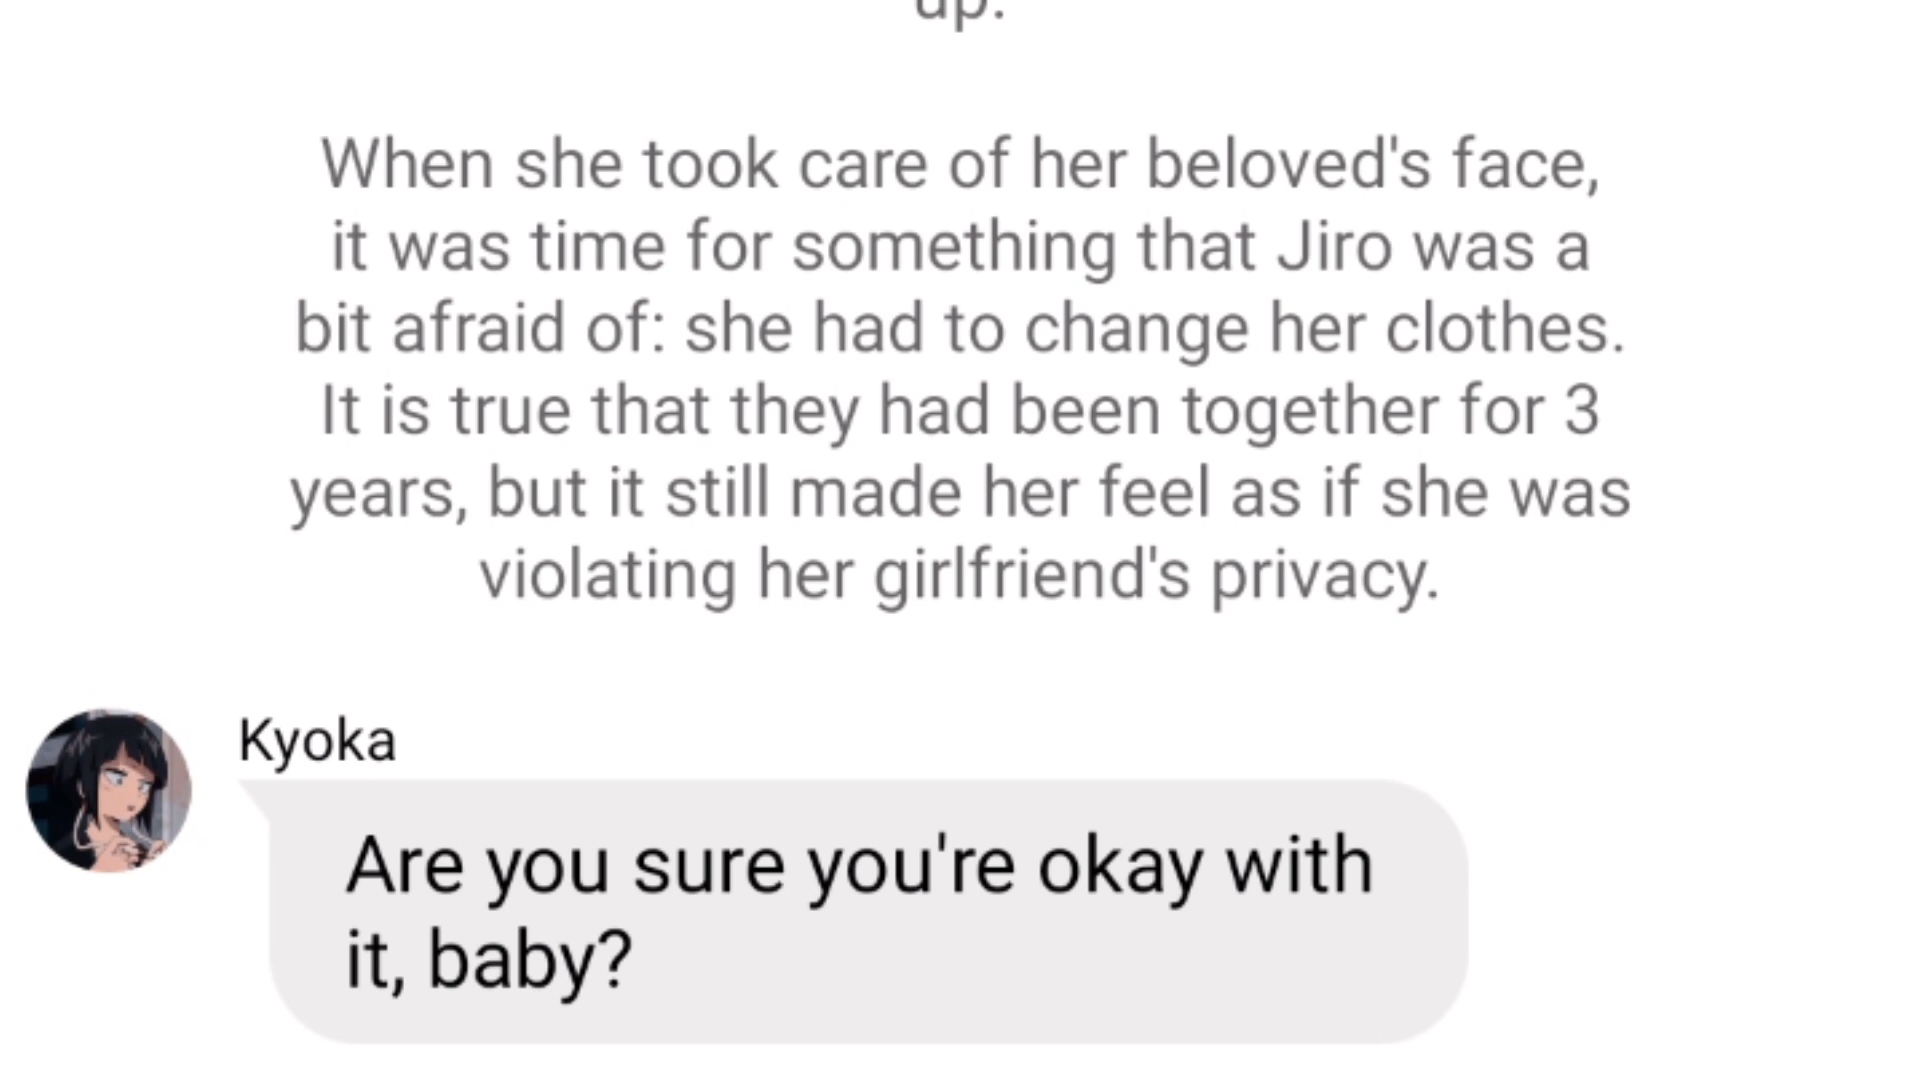 up.
When she took care of her beloved's face,
it was time for something that Jiro was a
bit afraid of: she had to change her clothes.
It is true that they had been together for 3
years, but it still made her feel as if she was
violating her girlfriend's privacy.
Kyoka
Are you sure you're okay with
it, baby?